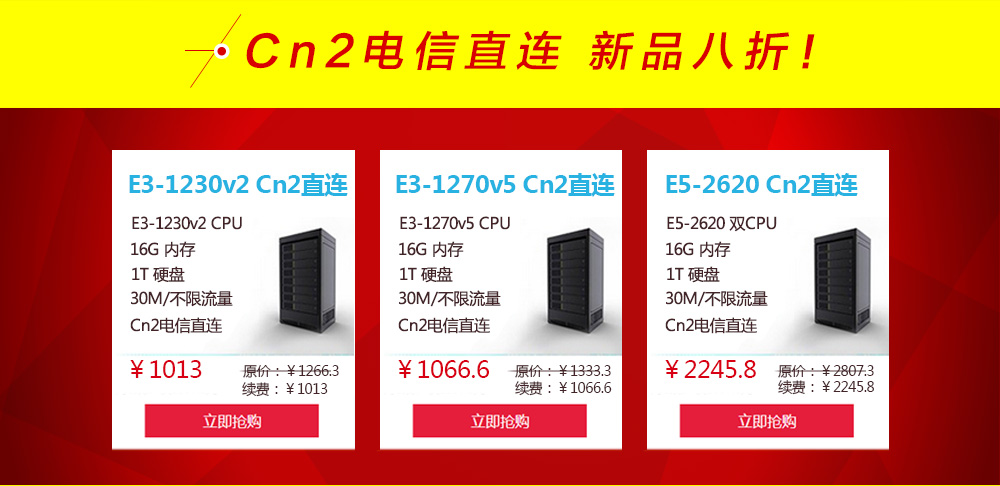 Cn2电信直连 新品八折!
E3-1230v2 Cn2直连
E3-1230v2 CPU
16G 内存
1T 硬盘
30M/不限流量
Cn2电信直连
¥1013
原价：¥1266.3
续费：¥1013
立即抢购
E3-1270v5 Cn2直连
E3-1270v5 CPU
16G 内存
1T 硬盘
30M/不限流量
Cn2电信直连
¥1066.6
原价：¥1333.3
续费：¥1066.6
立即抢购
E5-2620 Cn2直连
E5-2620 双CPU
16G 内存
1T 硬盘
30M/不限流量
Cn2电信直连
¥2245.8
原价：¥2807.3
续费：¥2245.8
立即抢购